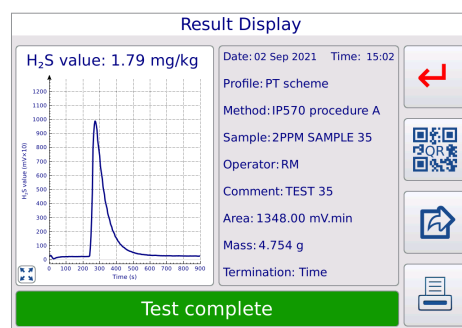 Result Display
H₂S value: 1.79 mg/kg
H₂S value (mV×10)
1200
1100
1000
900
800
700
600
500
400
300
200
100
0
0 100 200 300 400 500 600 700 800 900
Time (s)
Date: 02 Sep 2021 Time: 15:02
Profile: PT scheme
Method: IP570 procedure A
Sample: 2PPM SAMPLE 35
Operator: RM
Comment: TEST 35
Area: 1348.00 mV.min
Mass: 4.754 g
Termination: Time
QR
Test complete